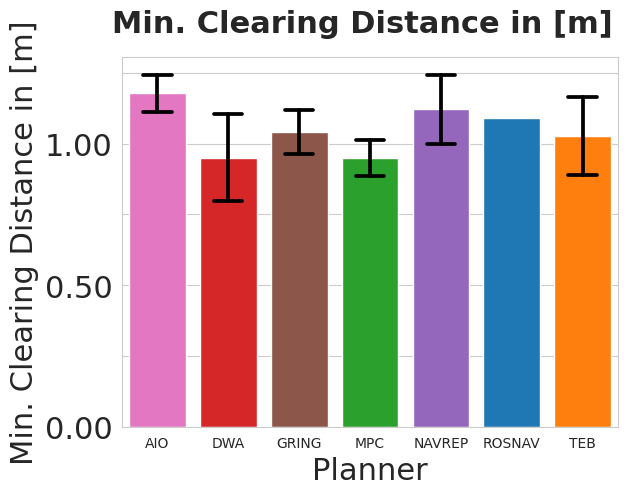 Min. Clearing Distance in [m]
Min. Clearing Distance in [m]
1.00
0.50
0.00
AIO DWA GRING MPC NAVREP ROSNAV TEB
Planner